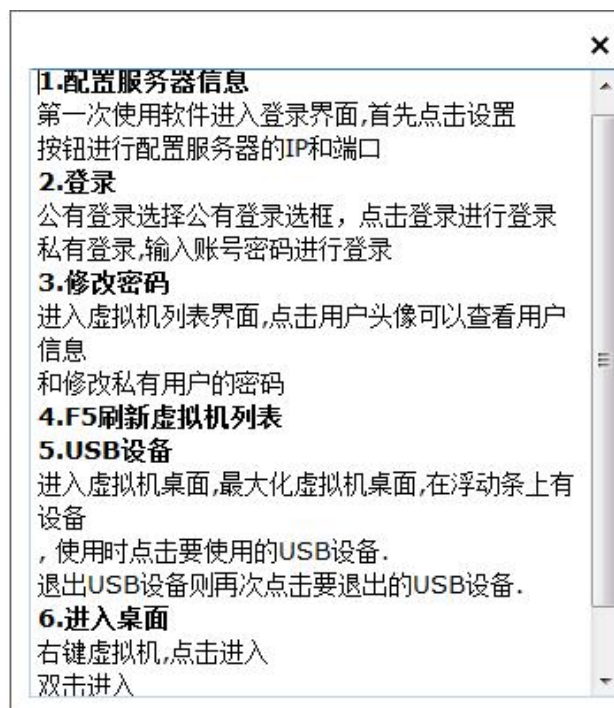 1.配置服务器信息
第一次使用软件进入登录界面,首先点击设置
按钮进行配置服务器的IP和端口
2.登录
公有登录选择公有登录选框，点击登录进行登录
私有登录,输入账号密码进行登录
3.修改密码
进入虚拟机列表界面,点击用户头像可以查看用户
信息
和修改私有用户的密码
4.F5刷新虚拟机列表
5.USB设备
进入虚拟机桌面,最大化虚拟机桌面,在浮动条上有
设备
，使用时点击要使用的USB设备.
退出USB设备则再次点击要退出的USB设备.
6.进入桌面
右键虚拟机,点击进入
双击进入